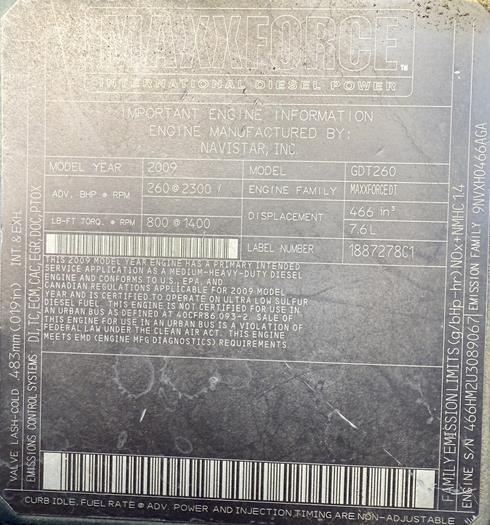 MAXXFORCE™
INTERNATIONAL DIESEL POWER
IMPORTANT ENGINE INFORMATION
ENGINE MANUFACTURED BY:
NAVISTAR, INC.
MODEL YEAR 2009 MODEL GDT260
ADV. BHP @ RPM 260 @ 2300 / ENGINE FAMILY MAXXFORCEDT
LB-FT TORQ. @ RPM 800 @ 1400 DISPLACEMENT 466 in³
7.6L
LABEL NUMBER 1887278C1
THIS 2009 MODEL YEAR ENGINE HAS A PRIMARY INTENDED
SERVICE APPLICATION AS A MEDIUM-HEAVY-DUTY DIESEL
ENGINE AND CONFORMS TO U.S. EPA, AND
CANADIAN REGULATIONS APPLICABLE FOR 2009 MODEL
YEAR AND IS CERTIFIED TO OPERATE ON ULTRA LOW SULFUR
DIESEL FUEL. THIS ENGINE IS NOT CERTIFIED FOR USE IN
AN URBAN BUS AS DEFINED AT 40CFR86.093-2. SALE OF
THIS ENGINE FOR USE IN AN URBAN BUS IS A VIOLATION OF
FEDERAL LAW UNDER THE CLEAN AIR ACT. THIS ENGINE
MEETS EMD (ENGINE MFG DIAGNOSTICS) REQUIREMENTS.
VALVE LASH-COLD .483mm (.019in) INT.& EXH.
EMISSIONS CONTROL SYSTEMS DI, TC, ECM, CAC, EGR, DOC, PTOX
FAMILY EMISSION LIMITS (g/bHp-hr) NOx+NMHC 1.4
ENGINE S/N 466HM2U3089067 EMISSION FAMILY 9NVXH0466AGA
CURB IDLE, FUEL RATE @ ADV. POWER AND INJECTION TIMING ARE NON-ADJUSTABLE